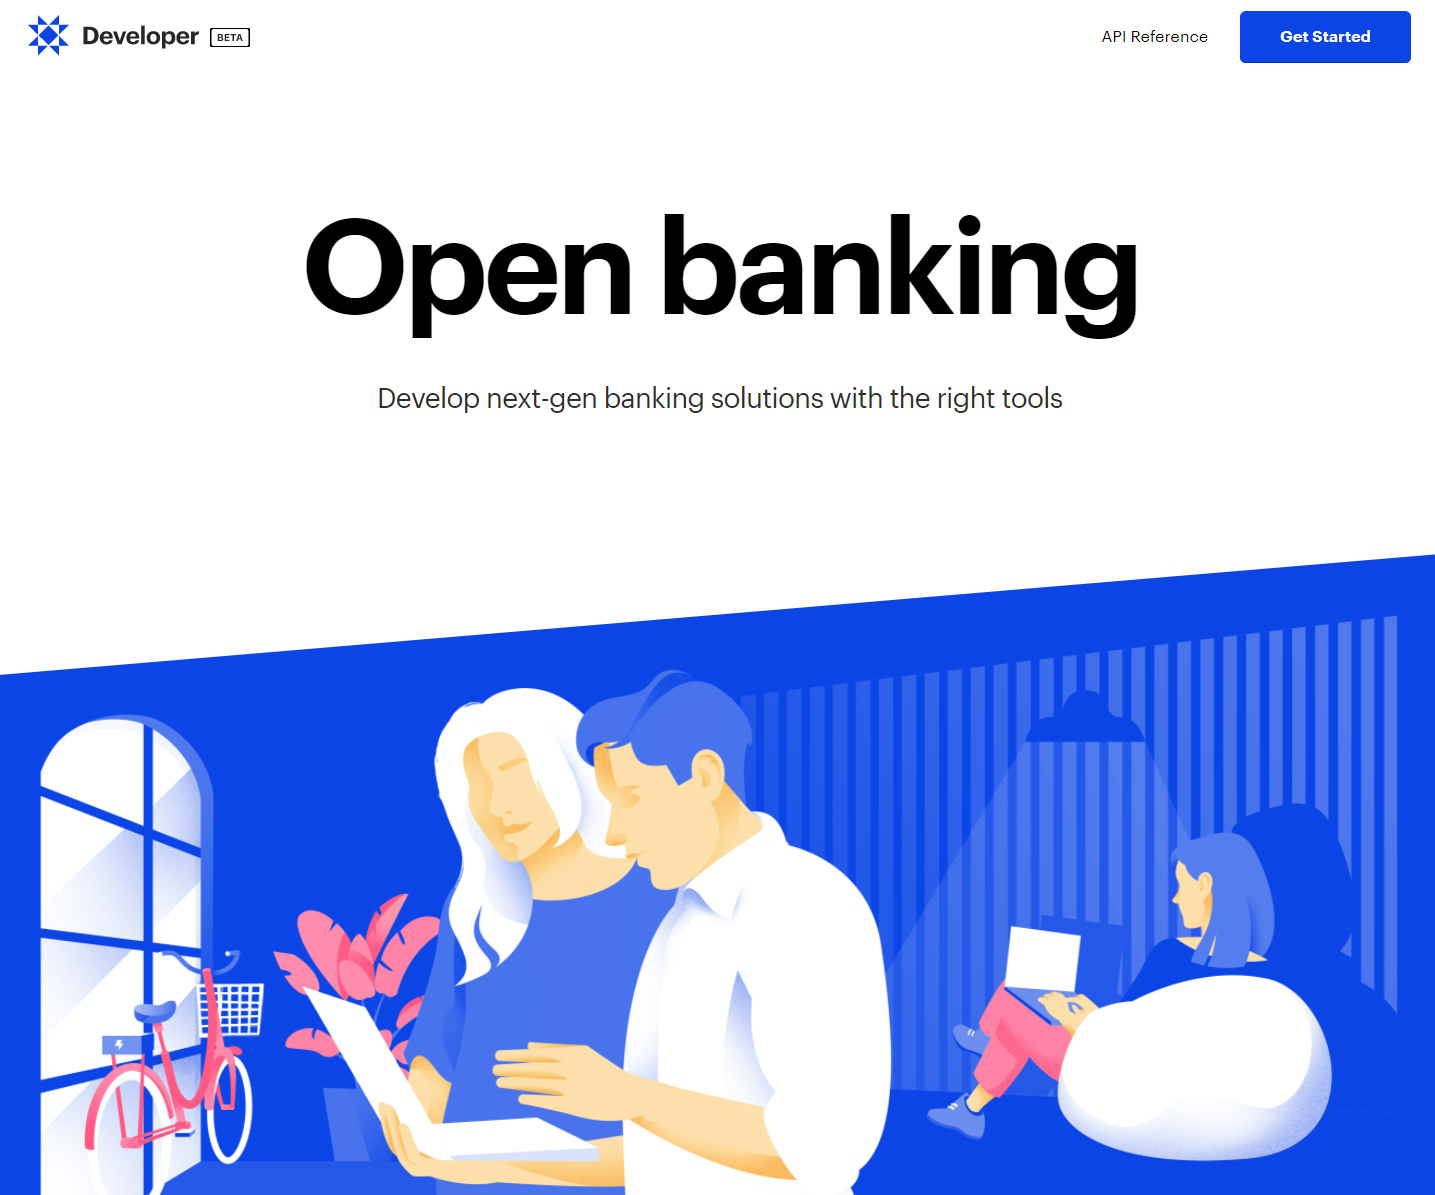 Developer BETA
API Reference
Get Started
Open banking
Develop next-gen banking solutions with the right tools